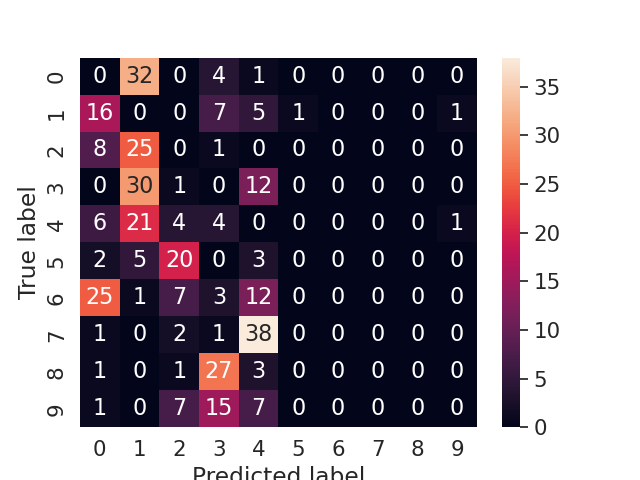 0 0 32 0 4 1 0 0 0 0 0
1 16 0 0 7 5 1 0 0 0 1
2 8 25 0 1 0 0 0 0 0 0
3 0 30 1 0 12 0 0 0 0 0
4 6 21 4 4 0 0 0 0 0 1
5 2 5 20 0 3 0 0 0 0 0
6 25 1 7 3 12 0 0 0 0 0
7 1 0 2 1 38 0 0 0 0 0
8 1 0 1 27 3 0 0 0 0 0
9 1 0 7 15 7 0 0 0 0 0
0 1 2 3 4 5 6 7 8 9
Predicted label
True label
35
30
25
20
15
10
5
0